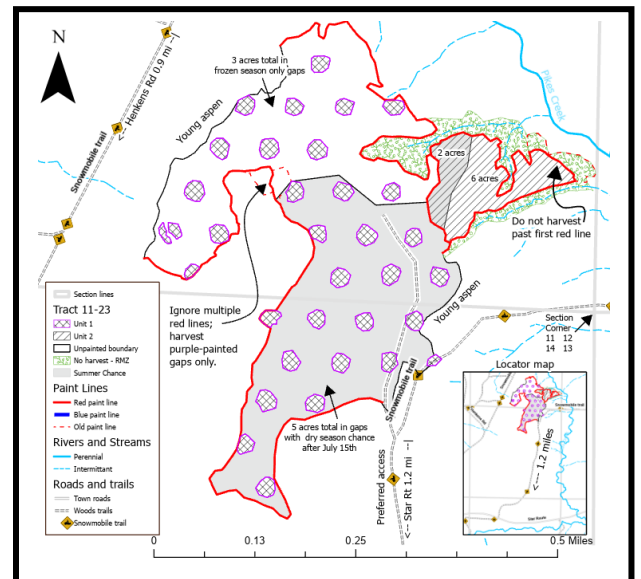 N
3 acres total in
frozen season only gaps
<-- Henkens Rd 0.9 mi --|
Snowmobile trail
Young aspen
Pikes Creek
2 acres
6 acres
Do not harvest
past first red line
Ignore multiple
red lines;
harvest
purple-painted
gaps only.
Young aspen
Section
Corner
11 12
14 13
Snowmobile trail
5 acres total in gaps
with dry season chance
after July 15th
Preferred access
<-- Star Rt 1.2 mi --|
Section lines
Tract 11-23
Unit 1
Unit 2
Unpainted boundary
No harvest - RMZ
Summer Chance
Paint Lines
Red paint line
Blue paint line
Old paint line
Rivers and Streams
Perennial
Intermittant
Roads and trails
Town roads
Woods trails
Snowmobile trail
Locator map
<---- 1.2 miles
Star Route
0 0.13 0.25 0.5 Miles